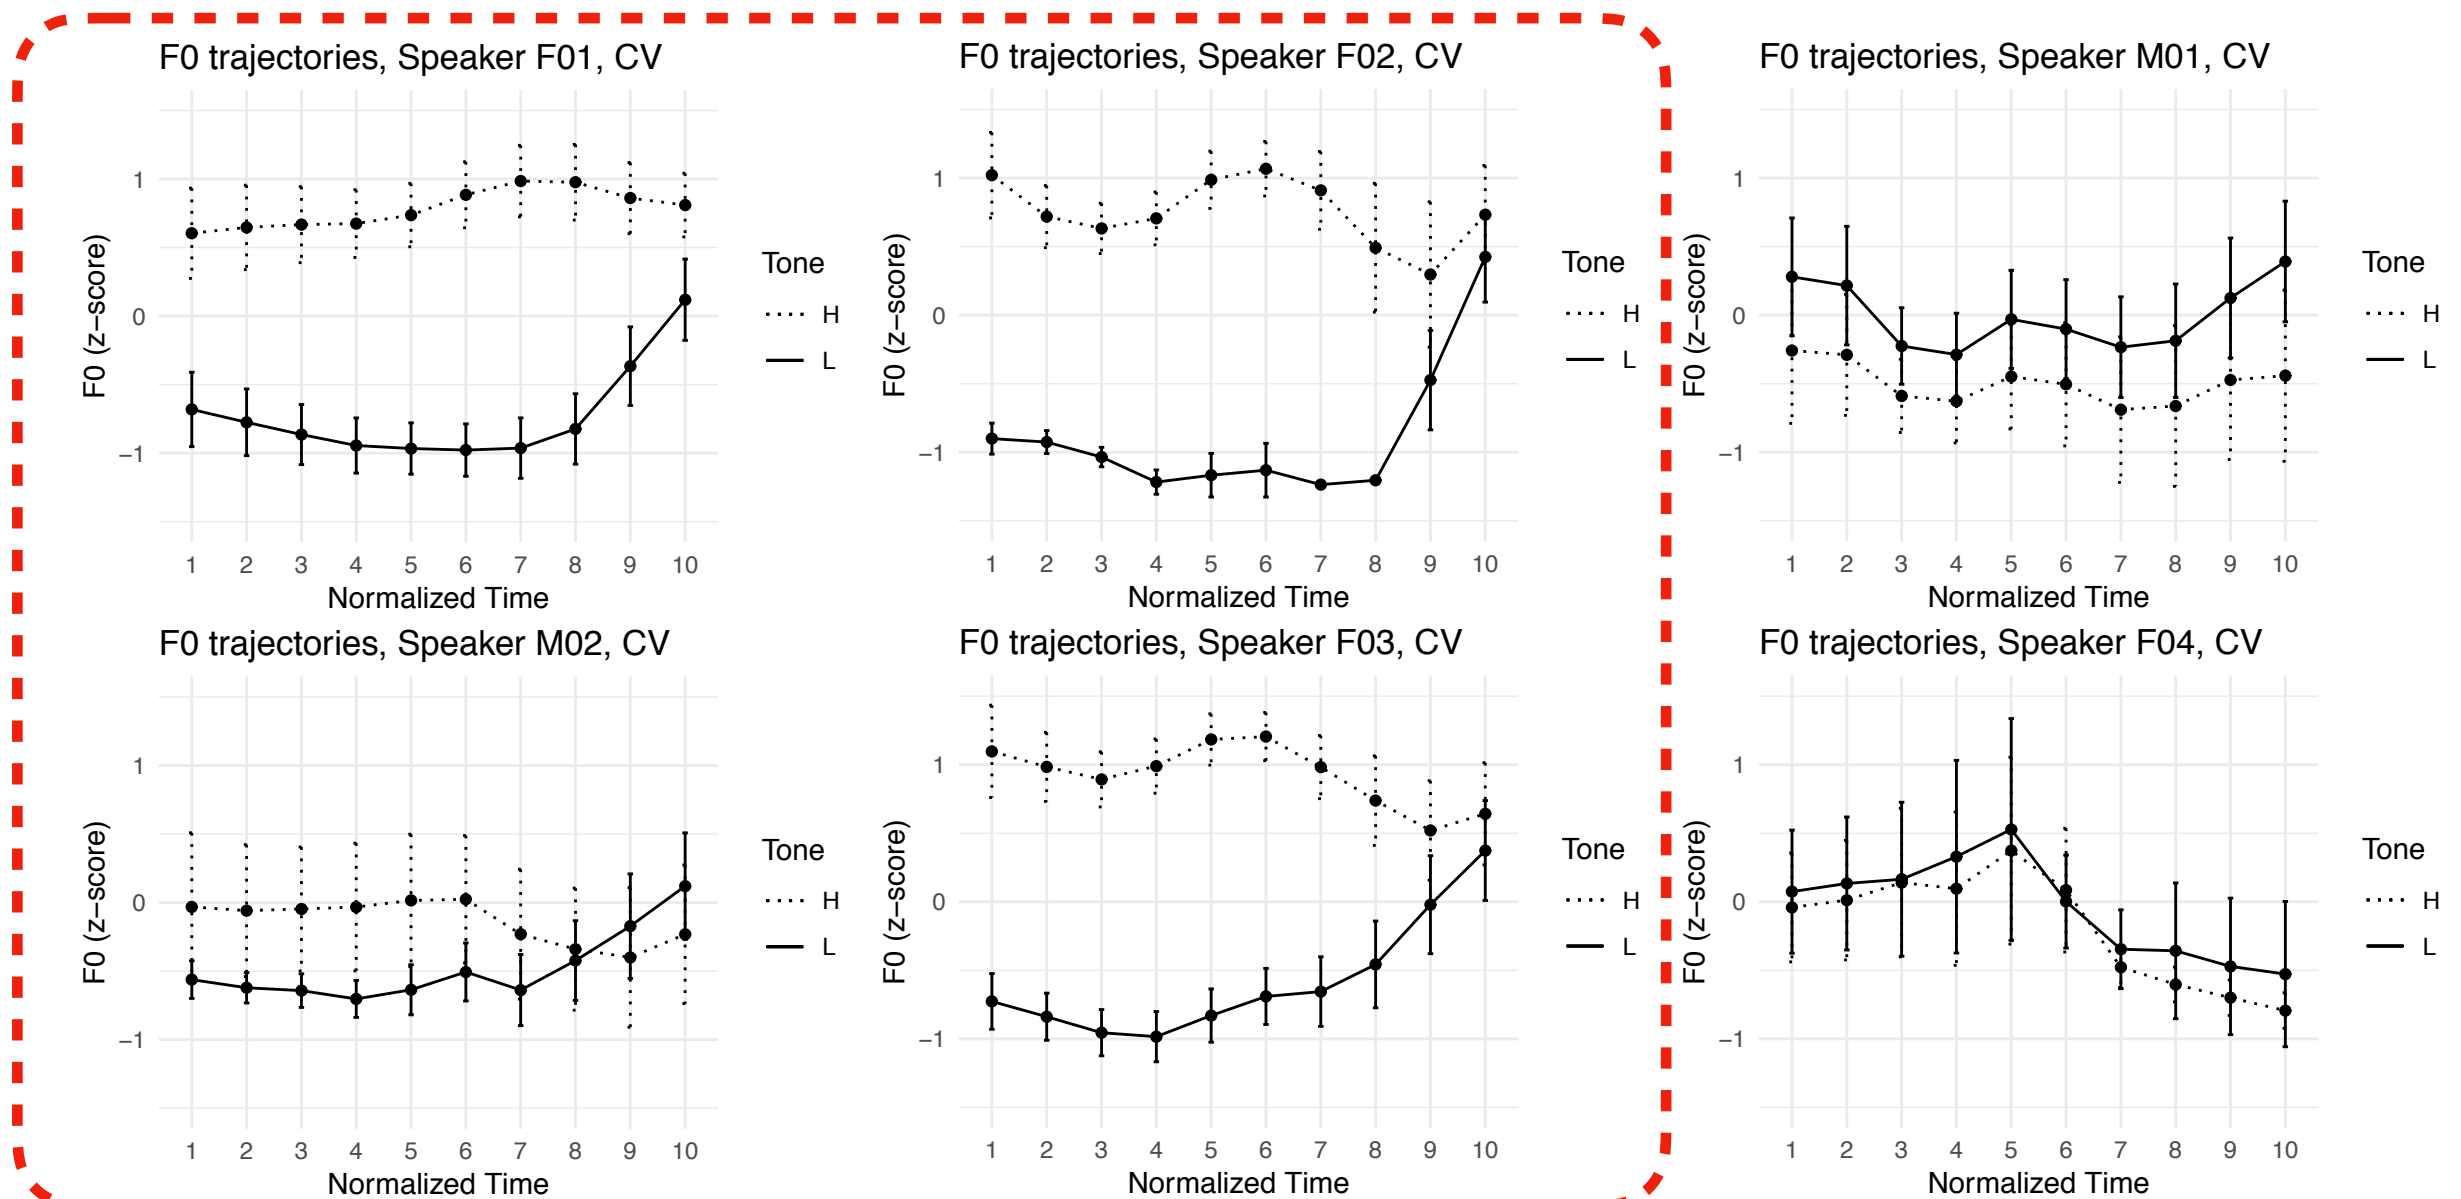 F0 trajectories, Speaker F01, CV
F0 (z−score)
1
0
−1
1 2 3 4 5 6 7 8 9 10
Normalized Time
Tone
H
L
F0 trajectories, Speaker F02, CV
F0 (z−score)
1
0
−1
1 2 3 4 5 6 7 8 9 10
Normalized Time
Tone
H
L
F0 trajectories, Speaker M01, CV
F0 (z−score)
1
0
−1
1 2 3 4 5 6 7 8 9 10
Normalized Time
Tone
H
L
F0 trajectories, Speaker M02, CV
F0 (z−score)
1
0
−1
1 2 3 4 5 6 7 8 9 10
Normalized Time
Tone
H
L
F0 trajectories, Speaker F03, CV
F0 (z−score)
1
0
−1
1 2 3 4 5 6 7 8 9 10
Normalized Time
Tone
H
L
F0 trajectories, Speaker F04, CV
F0 (z−score)
1
0
−1
1 2 3 4 5 6 7 8 9 10
Normalized Time
Tone
H
L